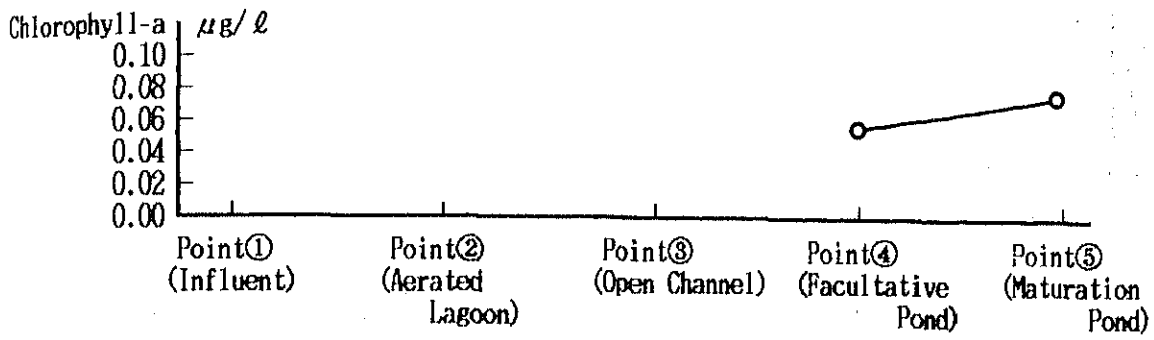 Chlorophyll-a μg/ℓ
0.10
0.08
0.06
0.04
0.02
0.00
Point① Point② Point③ Point④ Point⑤
(Influent) (Aerated (Open Channel) (Facultative (Maturation
Lagoon) Pond) Pond)